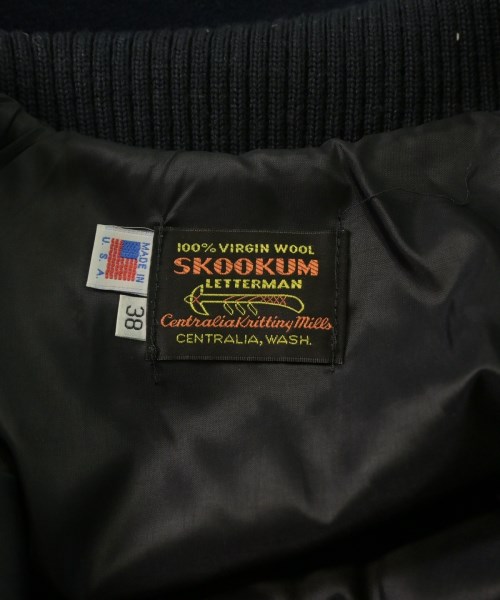 100% VIRGIN WOOL
SKOOKUM
LETTERMAN
Centralia Knitting Mills
CENTRALIA, WASH.
MADE IN
U.S.A
38